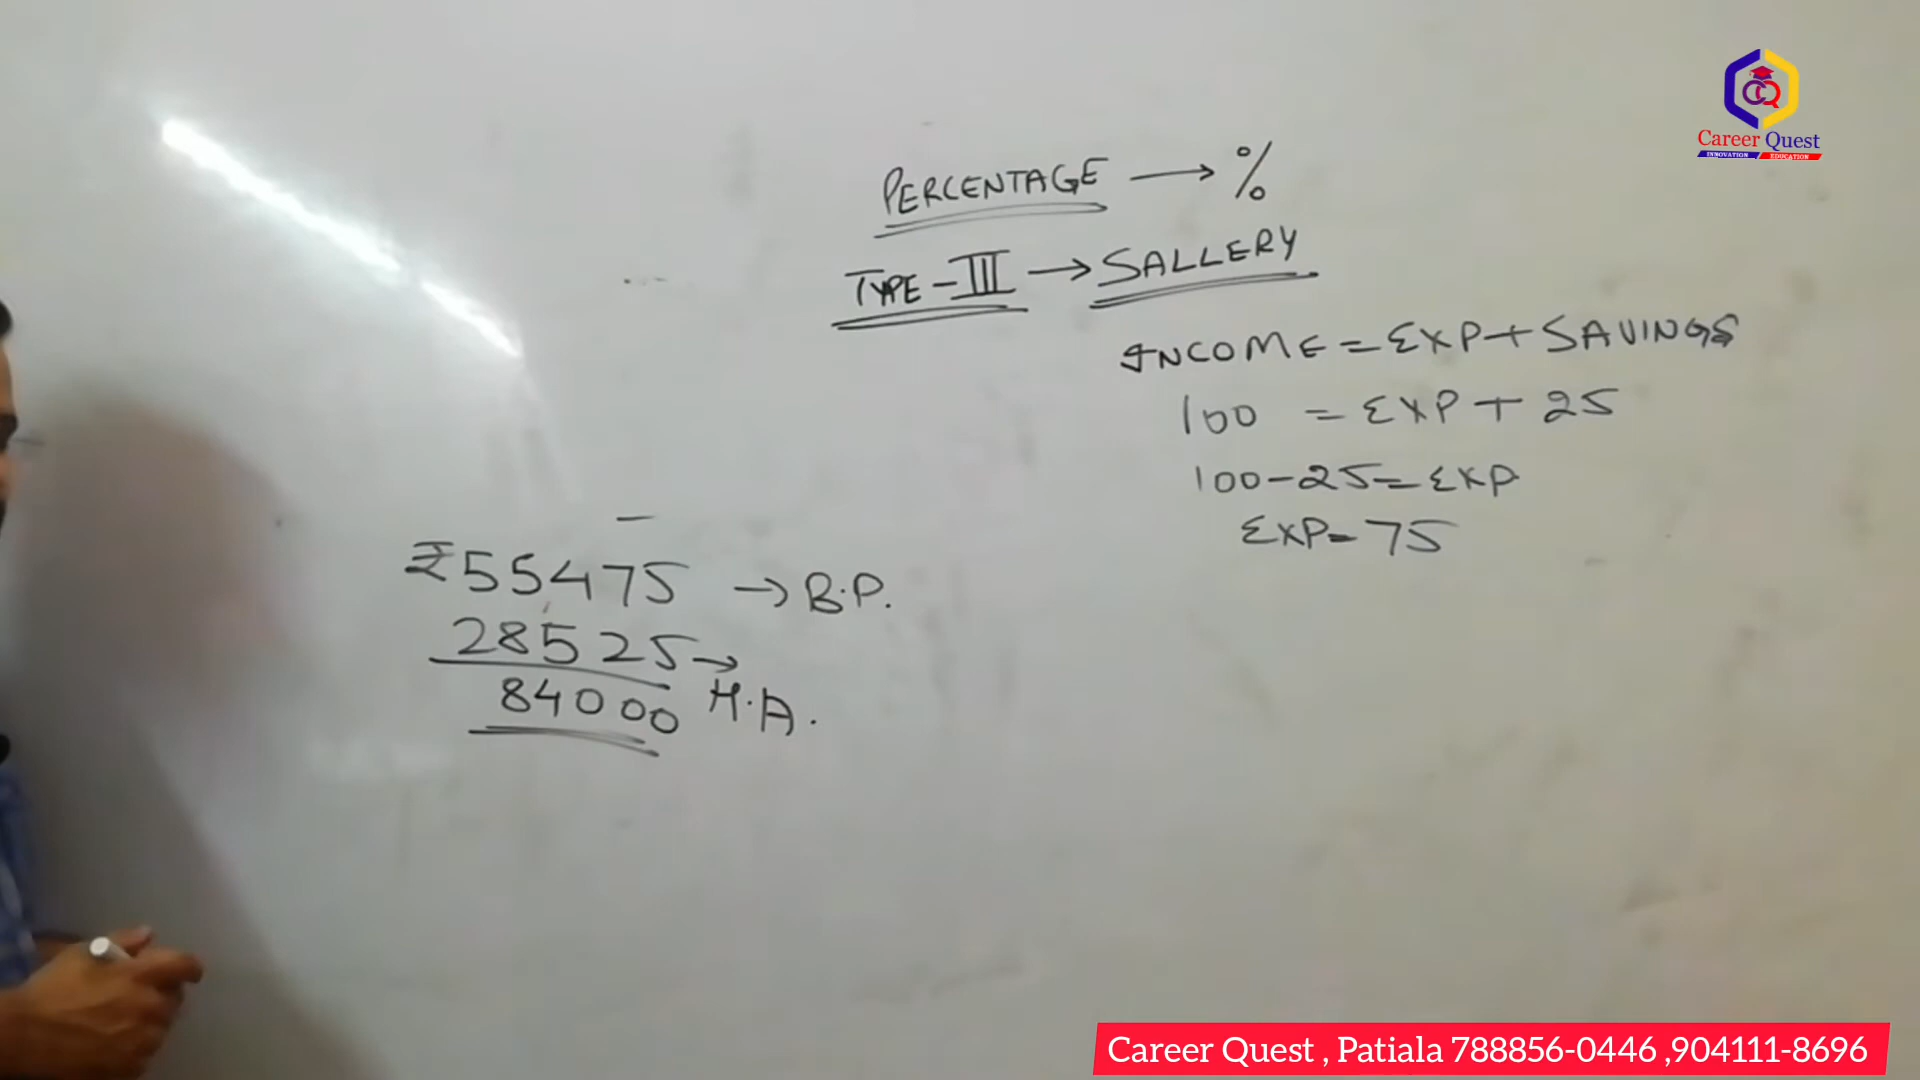 CQ
Career Quest
INNOVATION EDUCATION
PERCENTAGE → %
TYPE-III → SALLERY
INCOME = EXP + SAVINGS
100 = EXP + 25
100-25 = EXP
EXP = 75
₹55475 → B.P.
28525 →
84000 H.A.
Career Quest , Patiala 788856-0446 ,904111-8696